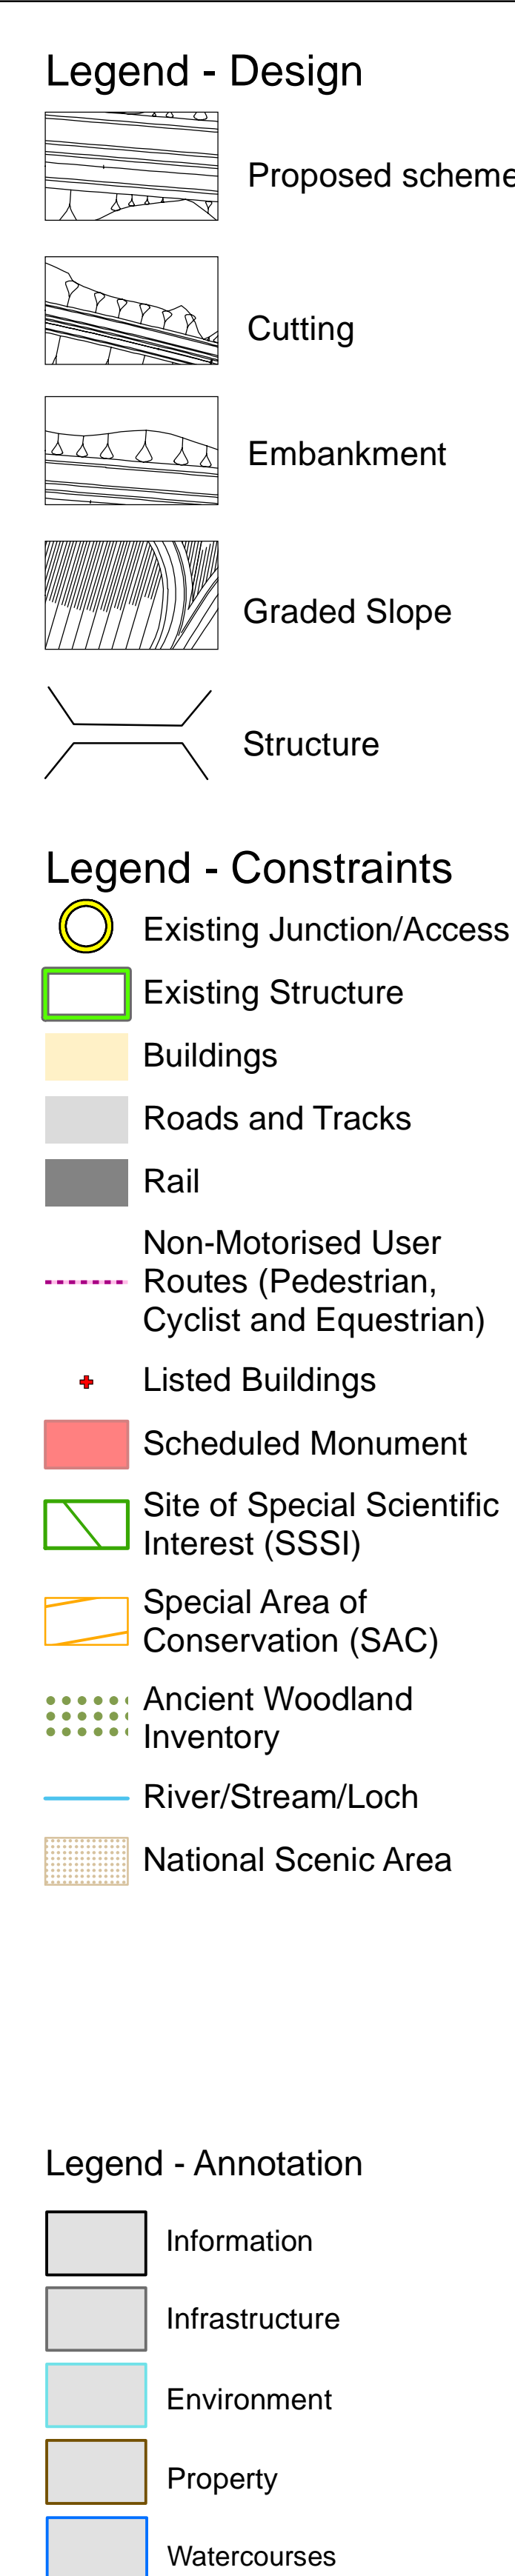 Legend - Design
Proposed scheme
Cutting
Embankment
Graded Slope
Structure
Legend - Constraints
Existing Junction/Access
Existing Structure
Buildings
Roads and Tracks
Rail
Non-Motorised User
Routes (Pedestrian,
Cyclist and Equestrian)
Listed Buildings
Scheduled Monument
Site of Special Scientific
Interest (SSSI)
Special Area of
Conservation (SAC)
Ancient Woodland
Inventory
River/Stream/Loch
National Scenic Area
Legend - Annotation
Information
Infrastructure
Environment
Property
Watercourses